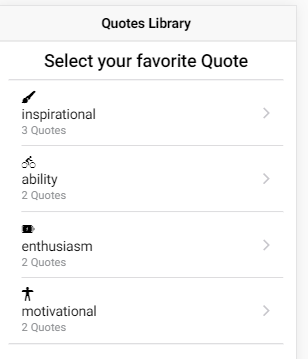 Quotes Library
Select your favorite Quote
inspirational
3 Quotes
ability
2 Quotes
enthusiasm
2 Quotes
motivational
2 Quotes